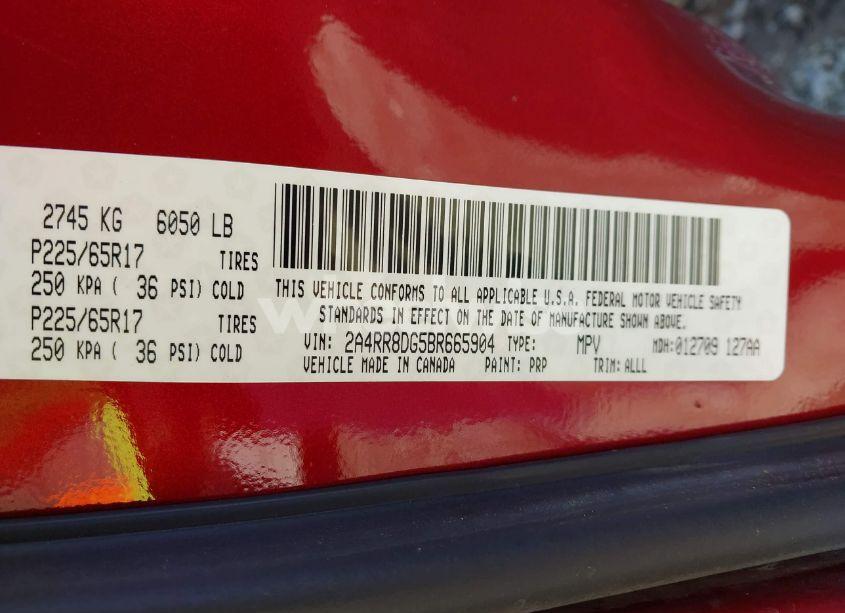 2745 KG 6050 LB
P225/65R17 TIRES
250 KPA ( 36 PSI) COLD
P225/65R17 TIRES
250 KPA ( 36 PSI) COLD
THIS VEHICLE CONFORMS TO ALL APPLICABLE U.S.A. FEDERAL MOTOR VEHICLE SAFETY
STANDARDS IN EFFECT ON THE DATE OF MANUFACTURE SHOWN ABOVE.
VIN: 2A4RR8DG5BR665904 TYPE: MPV MDH:012709 127AA
VEHICLE MADE IN CANADA PAINT: PRP TRIM: ALLL